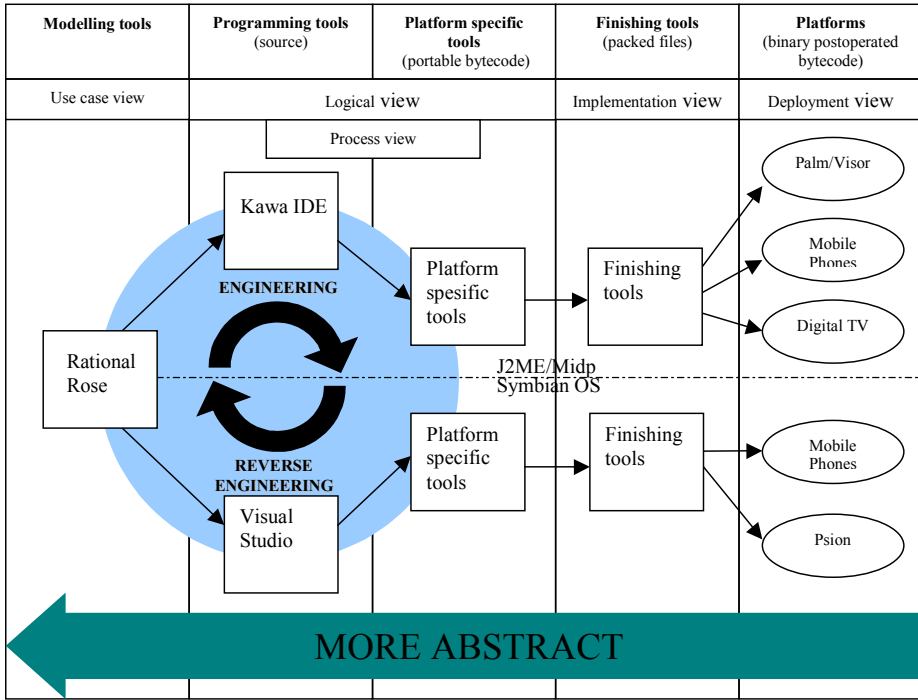 Modelling tools
Programming tools
(source)
Platform specific
tools
(portable bytecode)
Finishing tools
(packed files)
Platforms
(binary postoperated
bytecode)
Use case view
Logical view
Implementation view
Deployment view
Process view
Palm/Visor
Kawa IDE
Mobile
Phones
Platform
spesific
tools
Finishing
tools
ENGINEERING
Digital TV
Rational
Rose
J2ME/Midp
Symbian OS
Platform
specific
tools
Finishing
tools
Mobile
Phones
REVERSE
ENGINEERING
Visual
Studio
Psion
MORE ABSTRACT